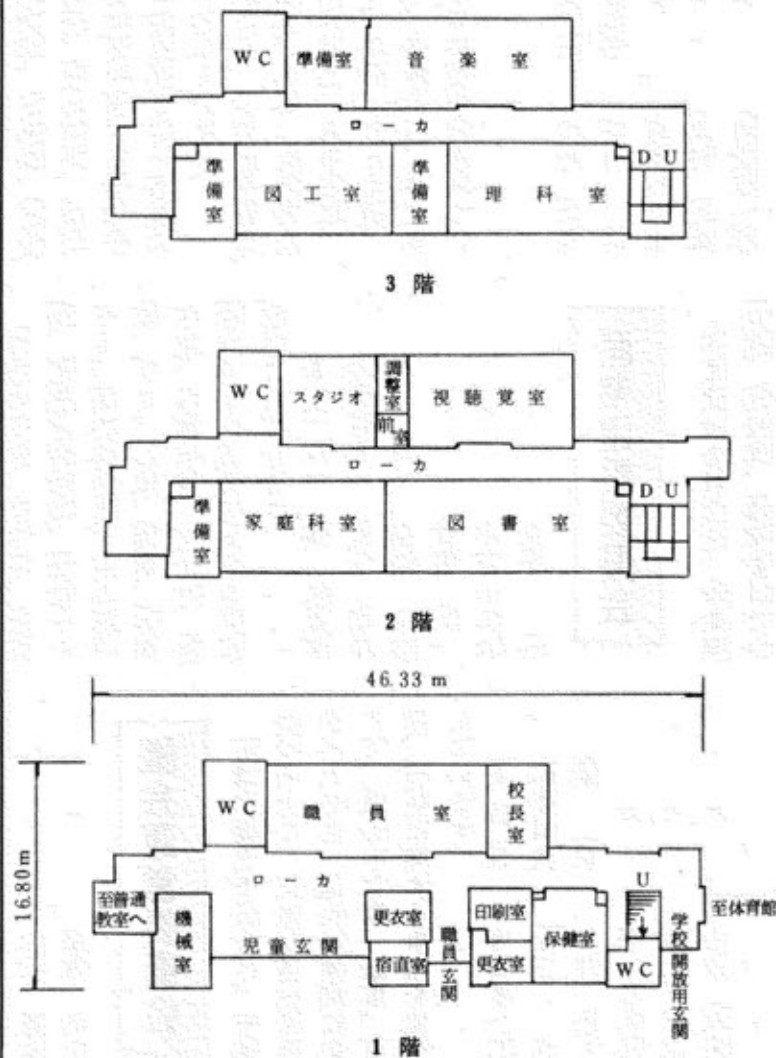 WC 準備室 音楽室
ローカ
準備室 図工室 準備室 理科室 DU
3階
WC スタジオ 調整室 前室 視聴覚室
ローカ
準備室 家庭科室 図書室 DU
2階
46.33m
16.80m
WC 職員室 校長室
ローカ
U
至普通教室へ
機械室
児童玄関
更衣室
宿直室
職員玄関
印刷室
更衣室
保健室
WC
学校開放用玄関
至体育館
1階